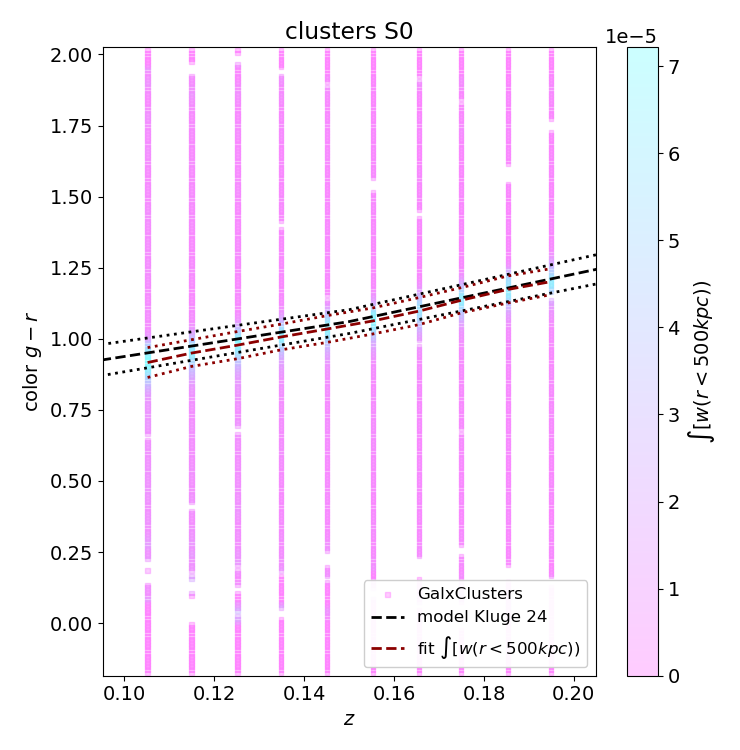 clusters S0
1e−5
2.00
1.75
1.50
1.25
1.00
0.75
0.50
0.25
0.00
color g − r
0.10
0.12
0.14
0.16
0.18
0.20
z
GalxClusters
model Kluge 24
fit ∫[w(r < 500kpc))
7
6
5
4
3
2
1
0
∫[w(r < 500kpc))